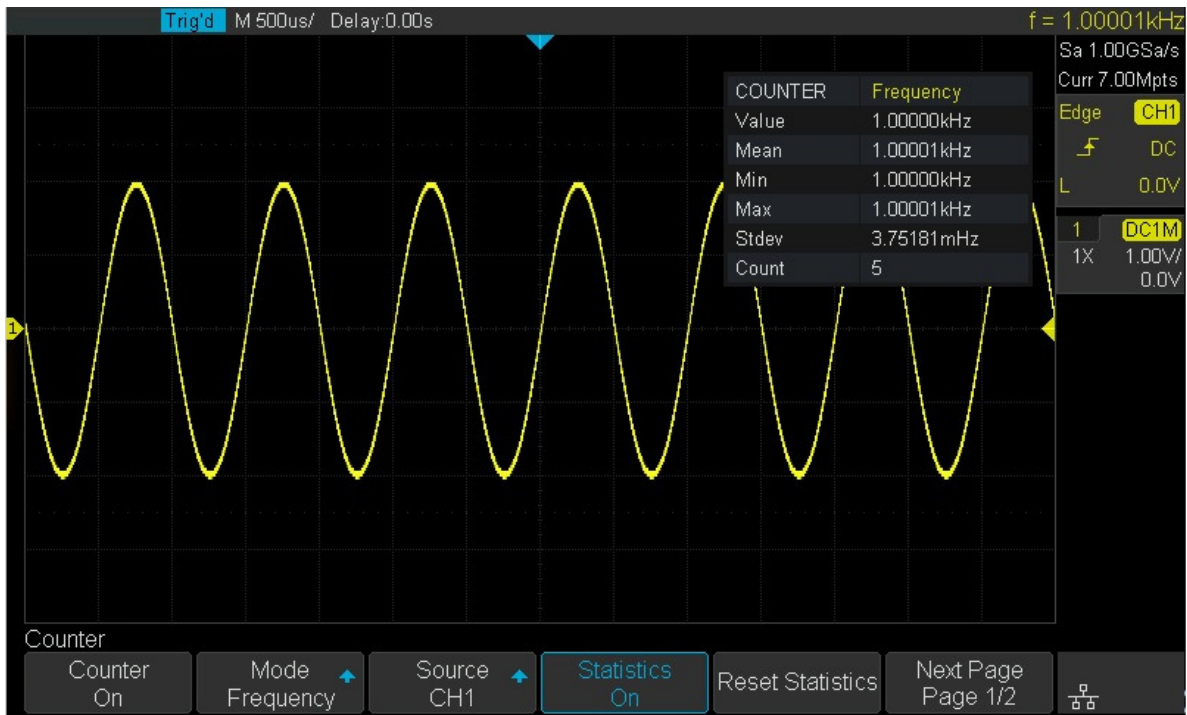 Trig'd M 500us/ Delay:0.00s f = 1.00001kHz
Sa 1.00GSa/s
Curr 7.00Mpts
Edge CH1
DC
L 0.0V
1 DC1M
1X 1.00V/
0.0V
COUNTER Frequency
Value 1.00000kHz
Mean 1.00001kHz
Min 1.00000kHz
Max 1.00001kHz
Stdev 3.75181mHz
Count 5
1
Counter
Counter
On
Mode
Frequency
Source
CH1
Statistics
On
Reset Statistics
Next Page
Page 1/2